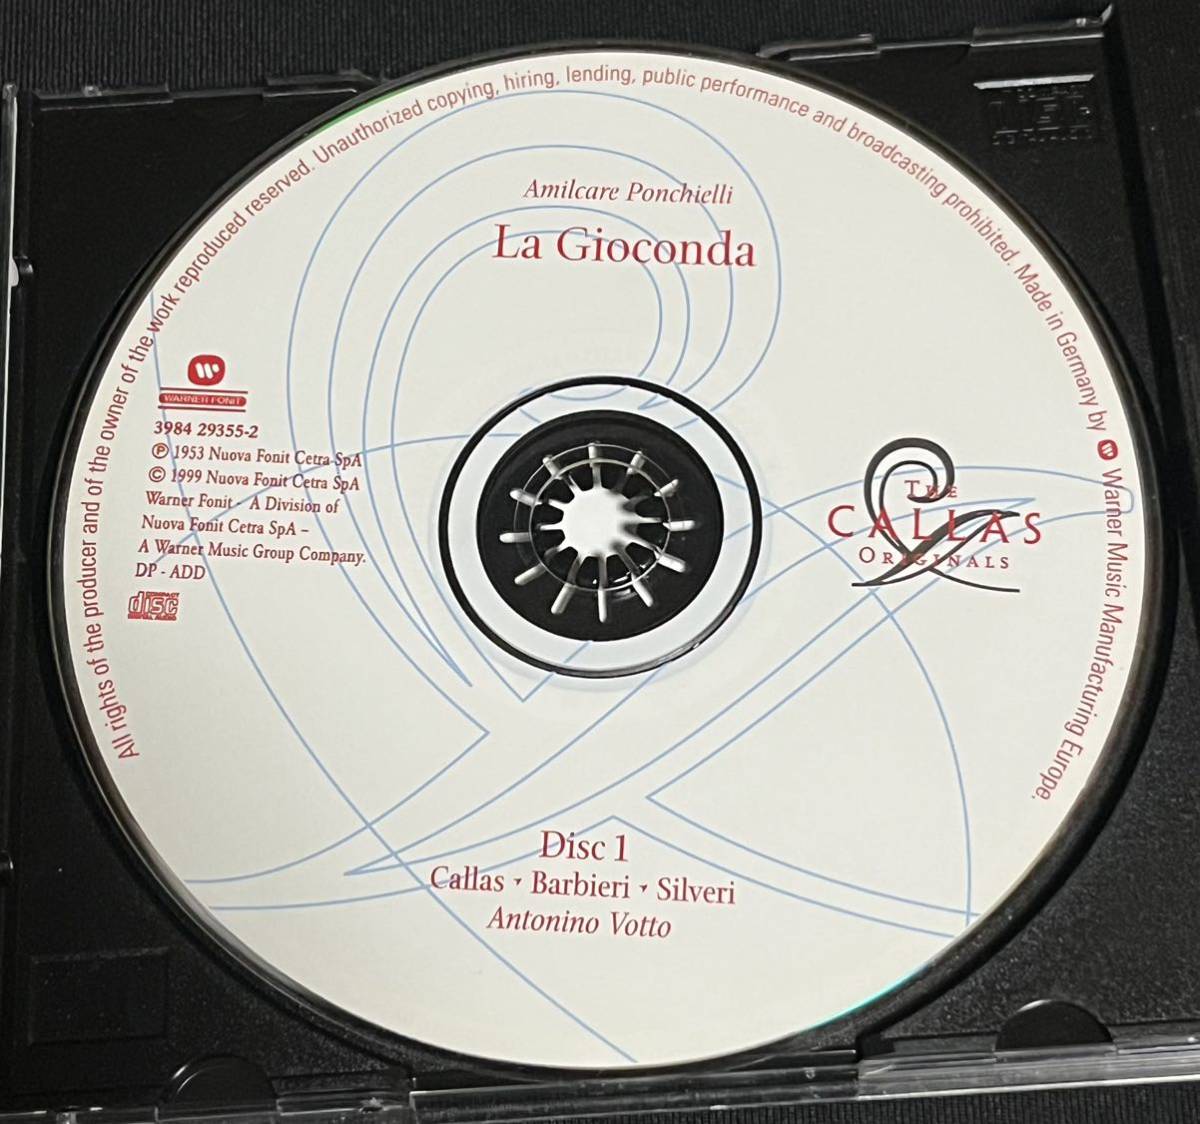 All rights of the producer and of the owner of the work reproduced reserved. Unauthorized copying, hiring, lending, public performance and broadcasting prohibited. Made in Germany by W Warner Music Manufacturing Europe.
Amilcare Ponchielli
La Gioconda
WARNER FONIT
3984 29355-2
℗ 1953 Nuova Fonit Cetra SpA
© 1999 Nuova Fonit Cetra SpA
Warner Fonit - A Division of
Nuova Fonit Cetra SpA –
A Warner Music Group Company.
DP - ADD
COMPACT
disc
DIGITAL AUDIO
THE
CALLAS
ORIGINALS
Disc 1
Callas · Barbieri · Silveri
Antonino Votto